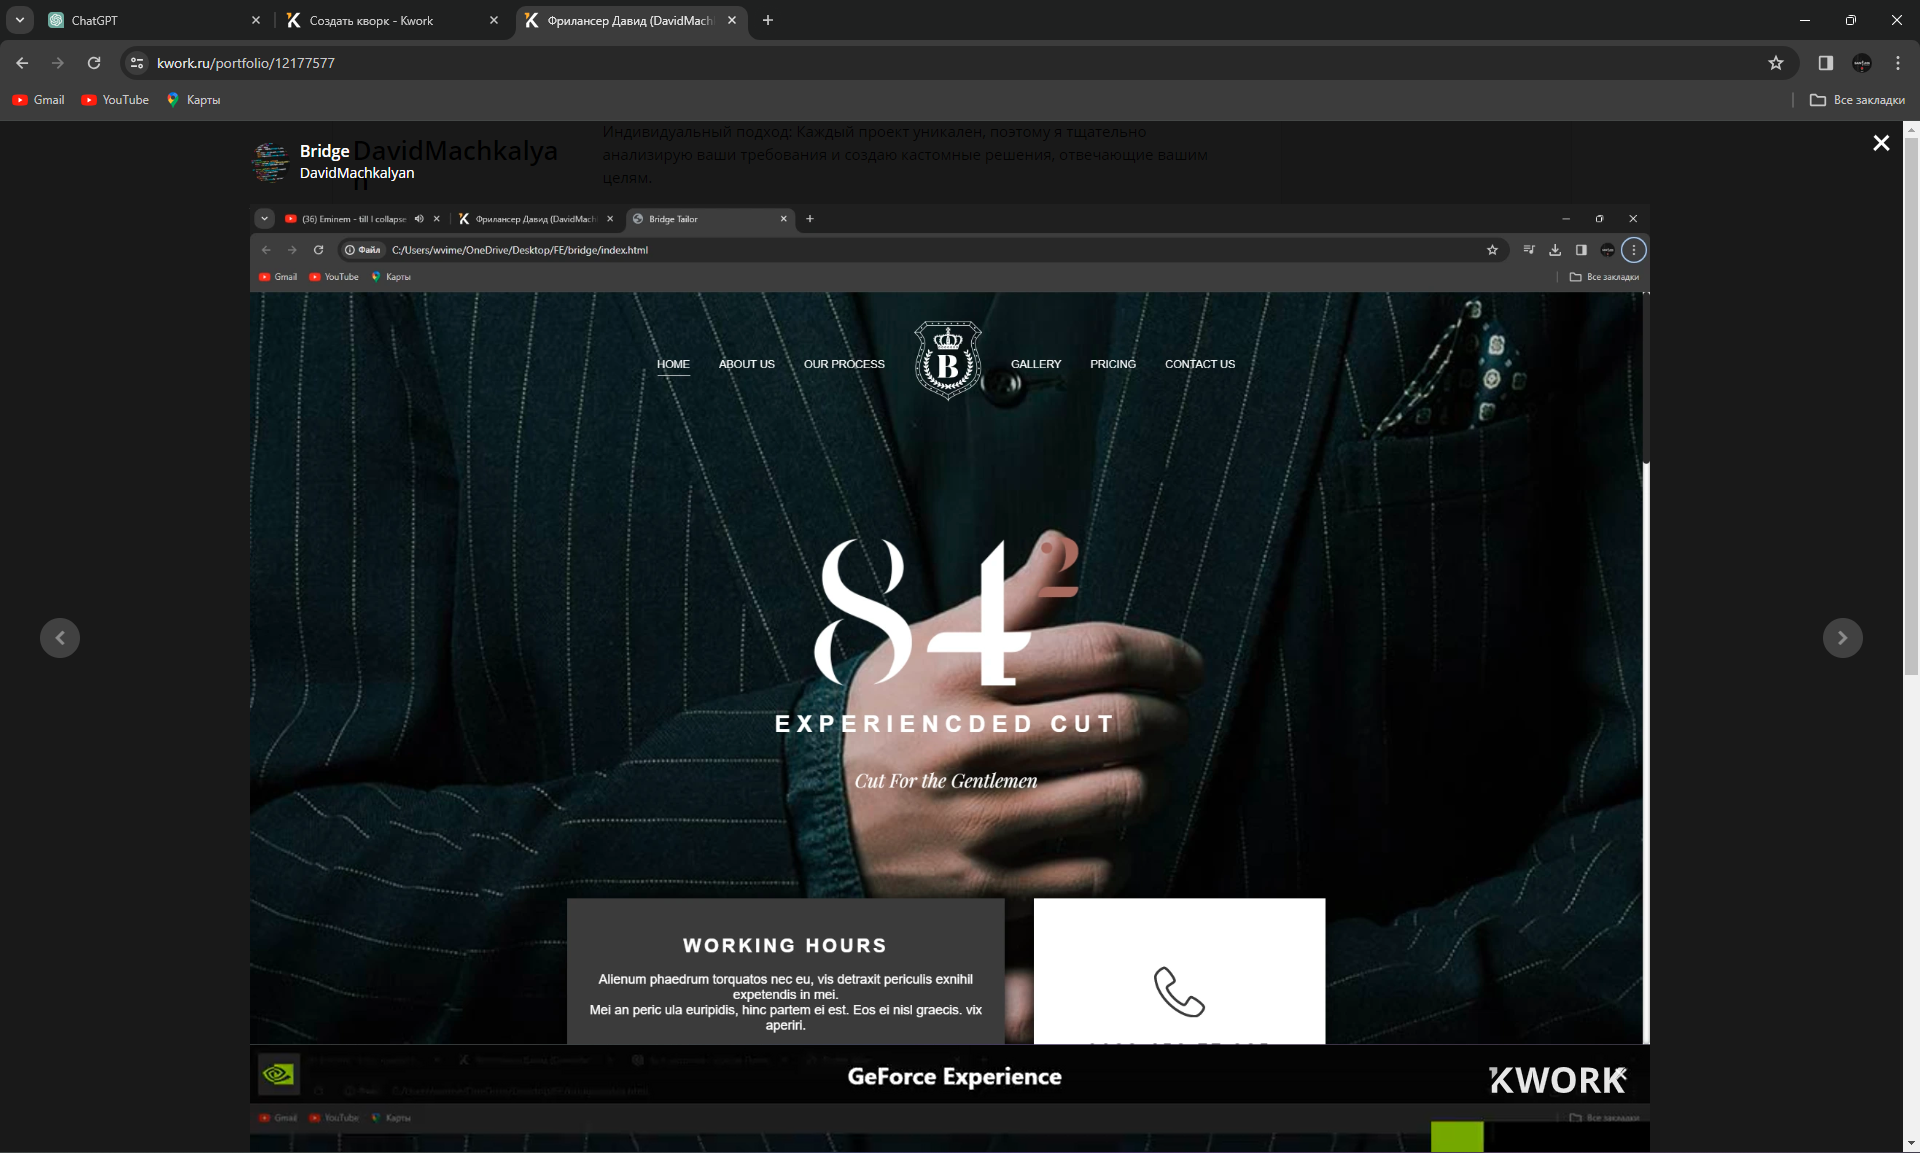 ChatGPT
Создать кворк - Kwork
Фрилансер Давид (DavidMach
kwork.ru/portfolio/12177577
Gmail
YouTube
Карты
Все закладки
Индивидуальный подход: Каждый проект уникален, поэтому я тщательно
анализирую ваши требования и создаю кастомные решения, отвечающие вашим
целям.
DavidMachkalya
n
Bridge
DavidMachkalyan
(36) Eminem - till I collapse
Фрилансер Давид (DavidMach
Bridge Tailor
Файл
C:/Users/wvime/OneDrive/Desktop/FE/bridge/index.html
Gmail
YouTube
Карты
Все закладки
HOME
ABOUT US
OUR PROCESS
B
GALLERY
PRICING
CONTACT US
84²
EXPERIENCDED CUT
Cut For the Gentlemen
WORKING HOURS
Alienum phaedrum torquatos nec eu, vis detraxit periculis exnihil
expetendis in mei.
Mei an peric ula euripidis, hinc partem ei est. Eos ei nisl graecis. vix
aperiri.
GeForce Experience
KWORK
Gmail
YouTube
Карты
Все закладки